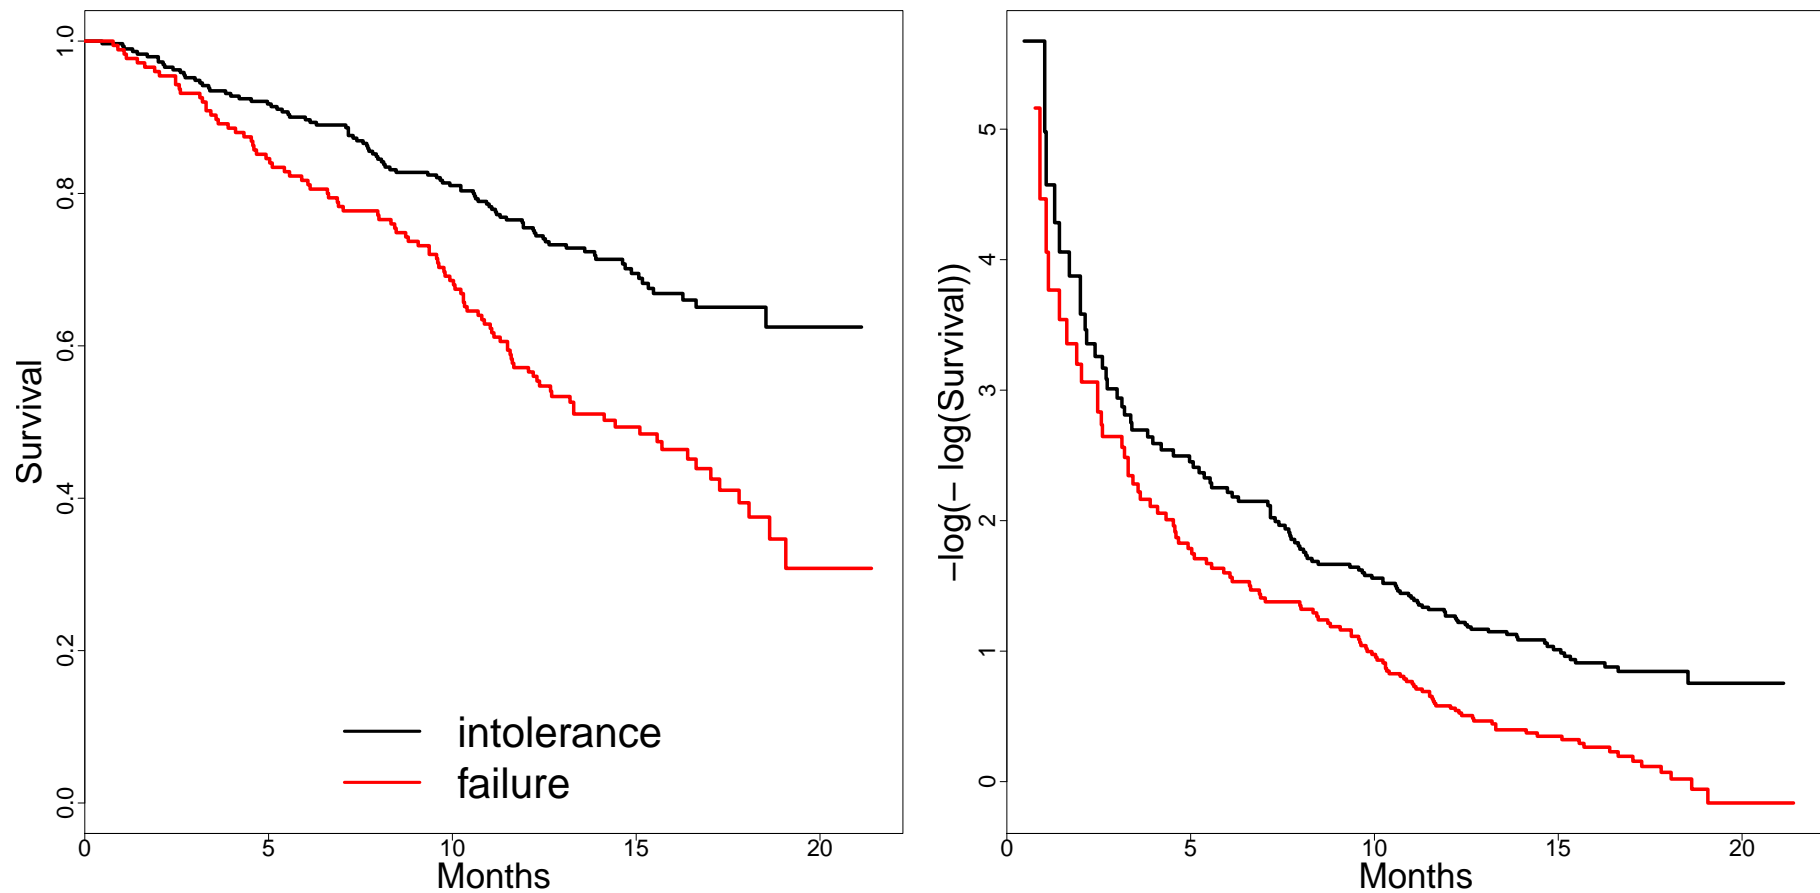 Survival
1.0
0.8
0.6
0.4
0.2
0.0
intolerance
failure
0 5 10 15 20
Months
−log(− log(Survival))
5
4
3
2
1
0
0 5 10 15 20
Months